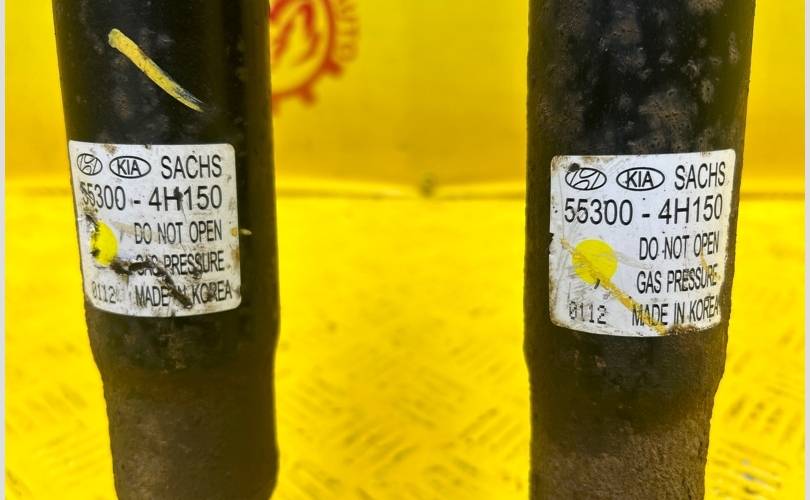 AUTO
KIA SACHS
55300 - 4H150
DO NOT OPEN
GAS PRESSURE
0112 MADE IN KOREA
KIA SACHS
55300 - 4H150
DO NOT OPEN
GAS PRESSURE
0112 MADE IN KOREA